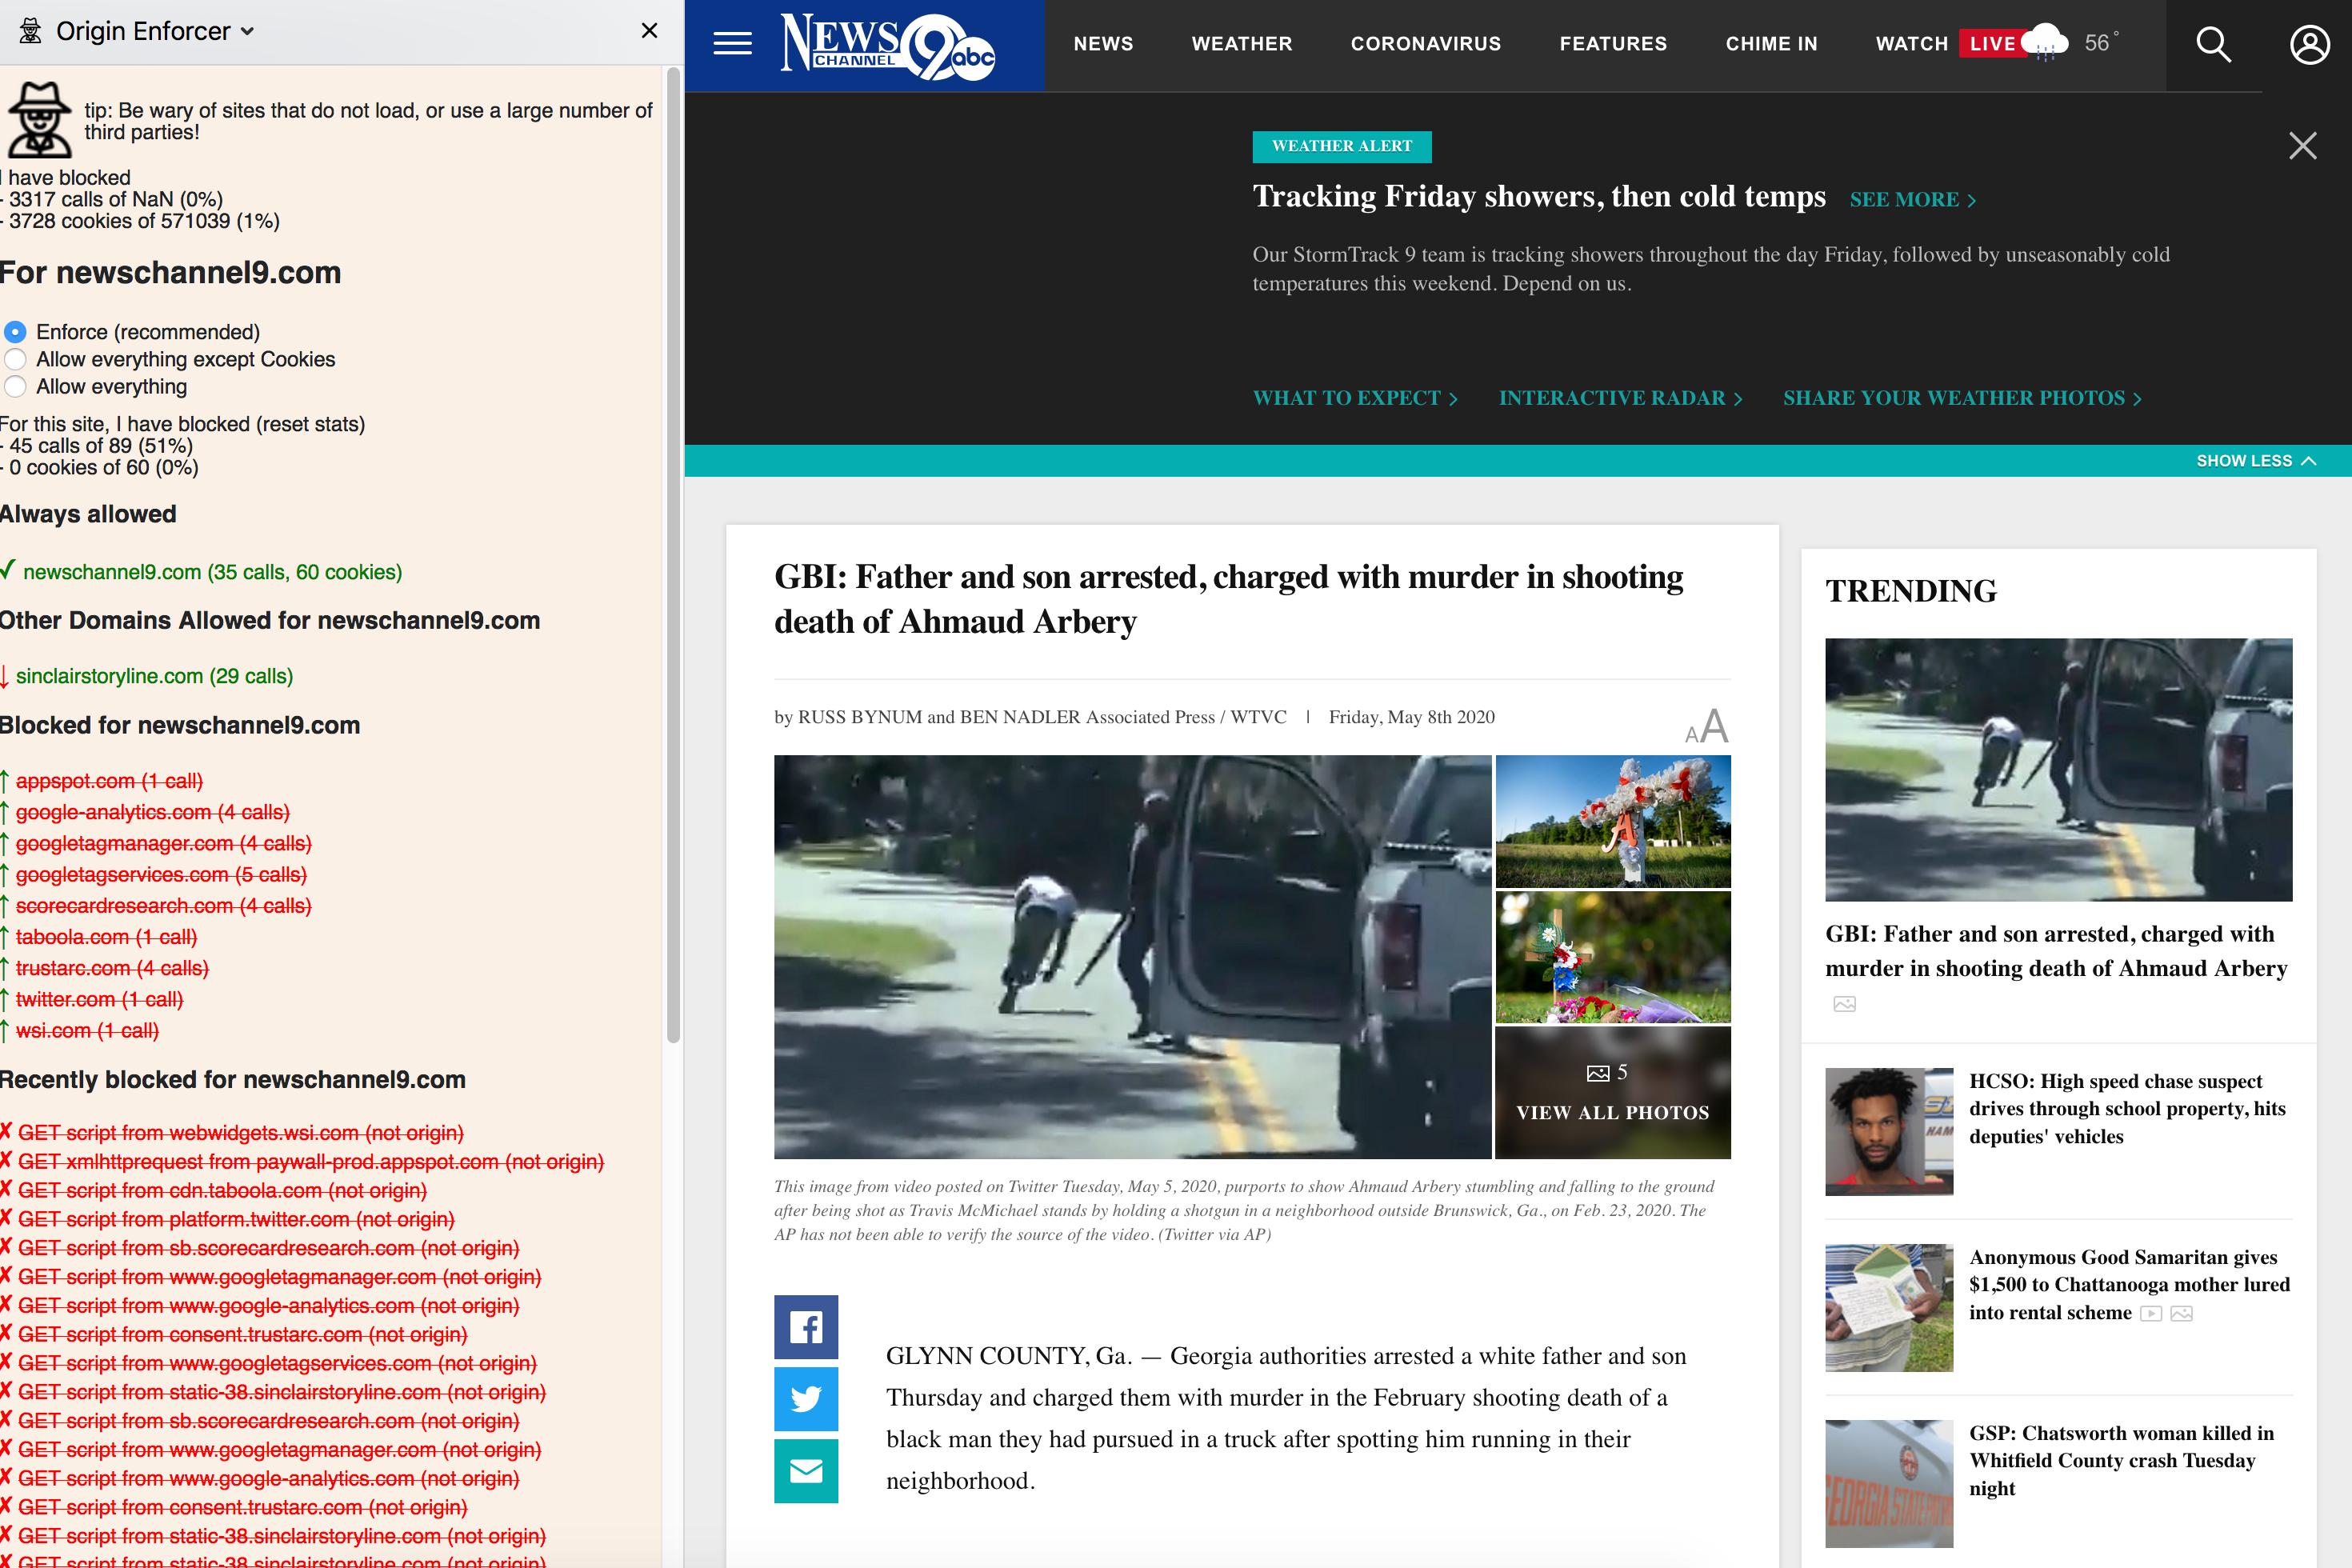 Origin Enforcer
tip: Be wary of sites that do not load, or use a large number of
third parties!
I have blocked
- 3317 calls of NaN (0%)
- 3728 cookies of 571039 (1%)
For newschannel9.com
Enforce (recommended)
Allow everything except Cookies
Allow everything
For this site, I have blocked (reset stats)
- 45 calls of 89 (51%)
- 0 cookies of 60 (0%)
Always allowed
✓ newschannel9.com (35 calls, 60 cookies)
Other Domains Allowed for newschannel9.com
↓ sinclairstoryline.com (29 calls)
Blocked for newschannel9.com
↑ appspot.com (1 call)
↑ google-analytics.com (4 calls)
↑ googletagmanager.com (4 calls)
↑ googletagservices.com (5 calls)
↑ scorecardresearch.com (4 calls)
↑ taboola.com (1 call)
↑ trustarc.com (4 calls)
↑ twitter.com (1 call)
↑ wsi.com (1 call)
Recently blocked for newschannel9.com
✗ GET script from webwidgets.wsi.com (not origin)
✗ GET xmlhttprequest from paywall-prod.appspot.com (not origin)
✗ GET script from cdn.taboola.com (not origin)
✗ GET script from platform.twitter.com (not origin)
✗ GET script from sb.scorecardresearch.com (not origin)
✗ GET script from www.googletagmanager.com (not origin)
✗ GET script from www.google-analytics.com (not origin)
✗ GET script from consent.trustarc.com (not origin)
✗ GET script from www.googletagservices.com (not origin)
✗ GET script from static-38.sinclairstoryline.com (not origin)
✗ GET script from sb.scorecardresearch.com (not origin)
✗ GET script from www.googletagmanager.com (not origin)
✗ GET script from www.google-analytics.com (not origin)
✗ GET script from consent.trustarc.com (not origin)
✗ GET script from static-38.sinclairstoryline.com (not origin)
✗ GET script from static-38.sinclairstoryline.com (not origin)
NEWS
CHANNEL 9 abc
NEWS WEATHER CORONAVIRUS FEATURES CHIME IN WATCH LIVE 56°
WEATHER ALERT
Tracking Friday showers, then cold temps SEE MORE >
Our StormTrack 9 team is tracking showers throughout the day Friday, followed by unseasonably cold
temperatures this weekend. Depend on us.
WHAT TO EXPECT > INTERACTIVE RADAR > SHARE YOUR WEATHER PHOTOS >
SHOW LESS
GBI: Father and son arrested, charged with murder in shooting
death of Ahmaud Arbery
by RUSS BYNUM and BEN NADLER Associated Press / WTVC | Friday, May 8th 2020
AA
A
5
VIEW ALL PHOTOS
This image from video posted on Twitter Tuesday, May 5, 2020, purports to show Ahmaud Arbery stumbling and falling to the ground
after being shot as Travis McMichael stands by holding a shotgun in a neighborhood outside Brunswick, Ga., on Feb. 23, 2020. The
AP has not been able to verify the source of the video. (Twitter via AP)
GLYNN COUNTY, Ga. — Georgia authorities arrested a white father and son
Thursday and charged them with murder in the February shooting death of a
black man they had pursued in a truck after spotting him running in their
neighborhood.
TRENDING
GBI: Father and son arrested, charged with
murder in shooting death of Ahmaud Arbery
HAM
HCSO: High speed chase suspect
drives through school property, hits
deputies' vehicles
Anonymous Good Samaritan gives
$1,500 to Chattanooga mother lured
into rental scheme
GSP: Chatsworth woman killed in
Whitfield County crash Tuesday
night